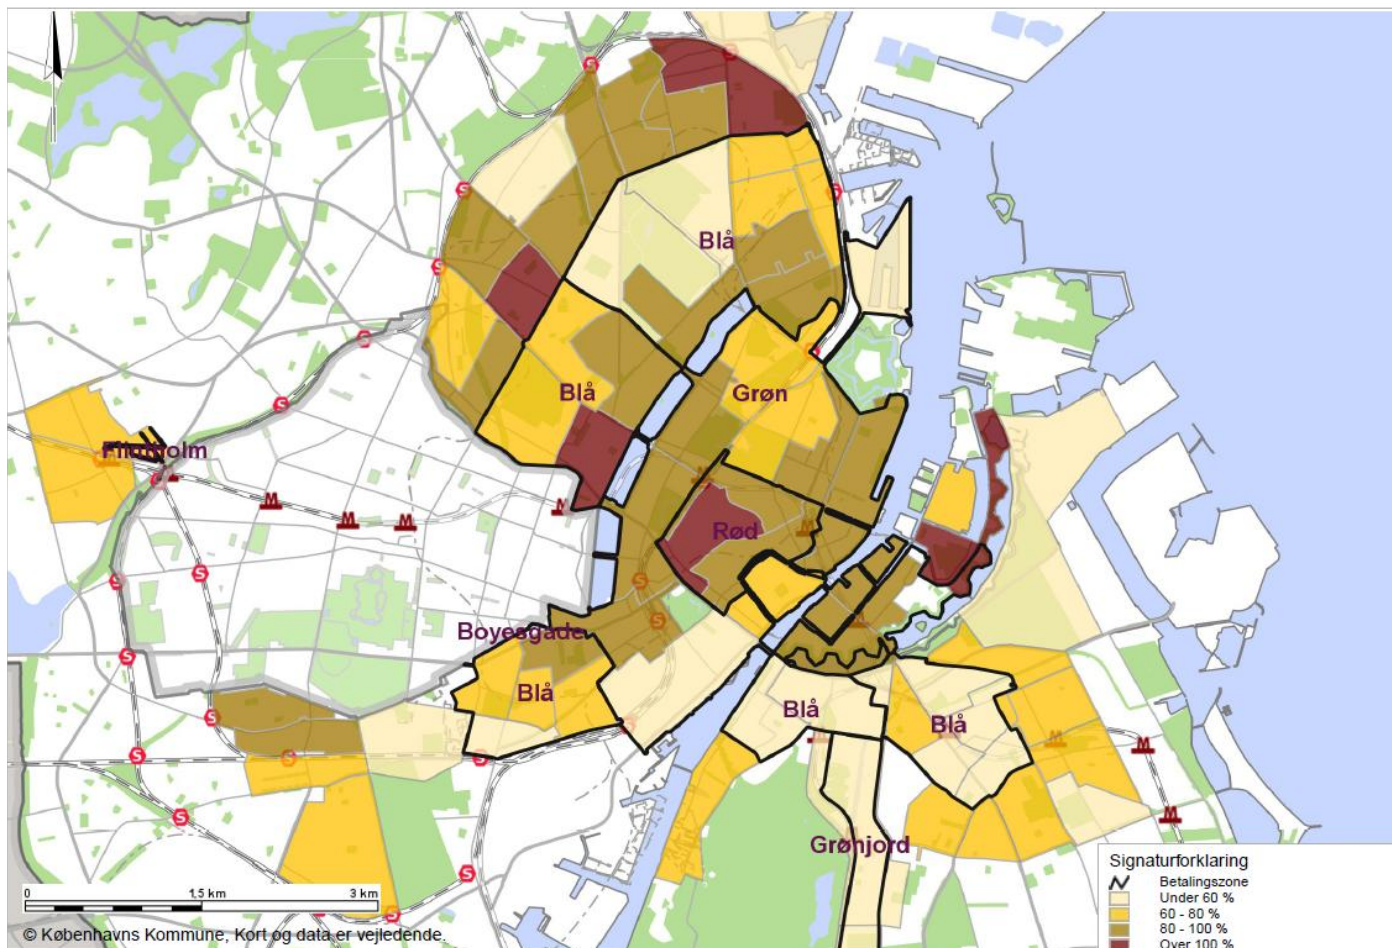 Blå
Blå
Grøn
Flintholm
Rød
Boyesgade
Blå
Blå
Blå
Grønjord
0 1,5 km 3 km
© Københavns Kommune, Kort og data er vejledende.
Signaturforklaring
Betalingszone
Under 60 %
60 - 80 %
80 - 100 %
Over 100 %